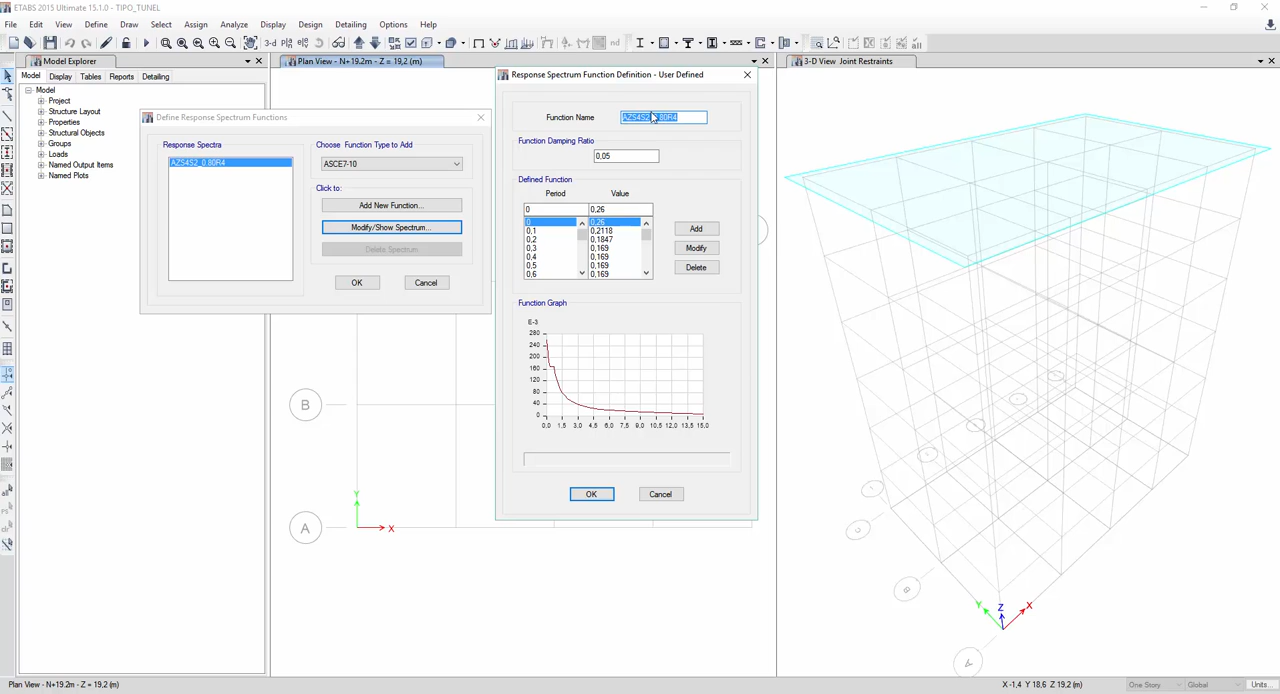 ETABS 2015 Ultimate 15.1.0 - TIPO_TUNEL
File Edit View Define Draw Select Assign Analyze Display Design Detailing Options Help
3-d
nd
all
Model Explorer
Model Display Tables Reports Detailing
Model
Project
Structure Layout
Properties
Structural Objects
Groups
Loads
Named Output Items
Named Plots
Plan View - N+19.2m - Z = 19,2 (m)
B
A
Y
X
Define Response Spectrum Functions
Response Spectra
AZS4S2_0.80R4
Choose Function Type to Add
ASCE7-10
Click to:
Add New Function...
Modify/Show Spectrum...
Delete Spectrum
OK Cancel
Response Spectrum Function Definition - User Defined
Function Name
Function Damping Ratio
0,05
Defined Function
Period Value
0 0,26
0 0,26
0,1 0,2118
0,2 0,1847
0,3 0,169
0,4 0,169
0,5 0,169
0,6 0,169
Add
Modify
Delete
Function Graph
E-3
280
240
200
160
120
80
40
0
0.0 1,5 3,0 4,5 6,0 7,5 9,0 10,5 12,0 13,5 15,0
OK Cancel
3-D View Joint Restraints
B
A
Y Z X
Plan View - N+19.2m - Z = 19,2 (m)
X -1.4 Y 18.6 Z 19,2 (m)
One Story
Global
Units...